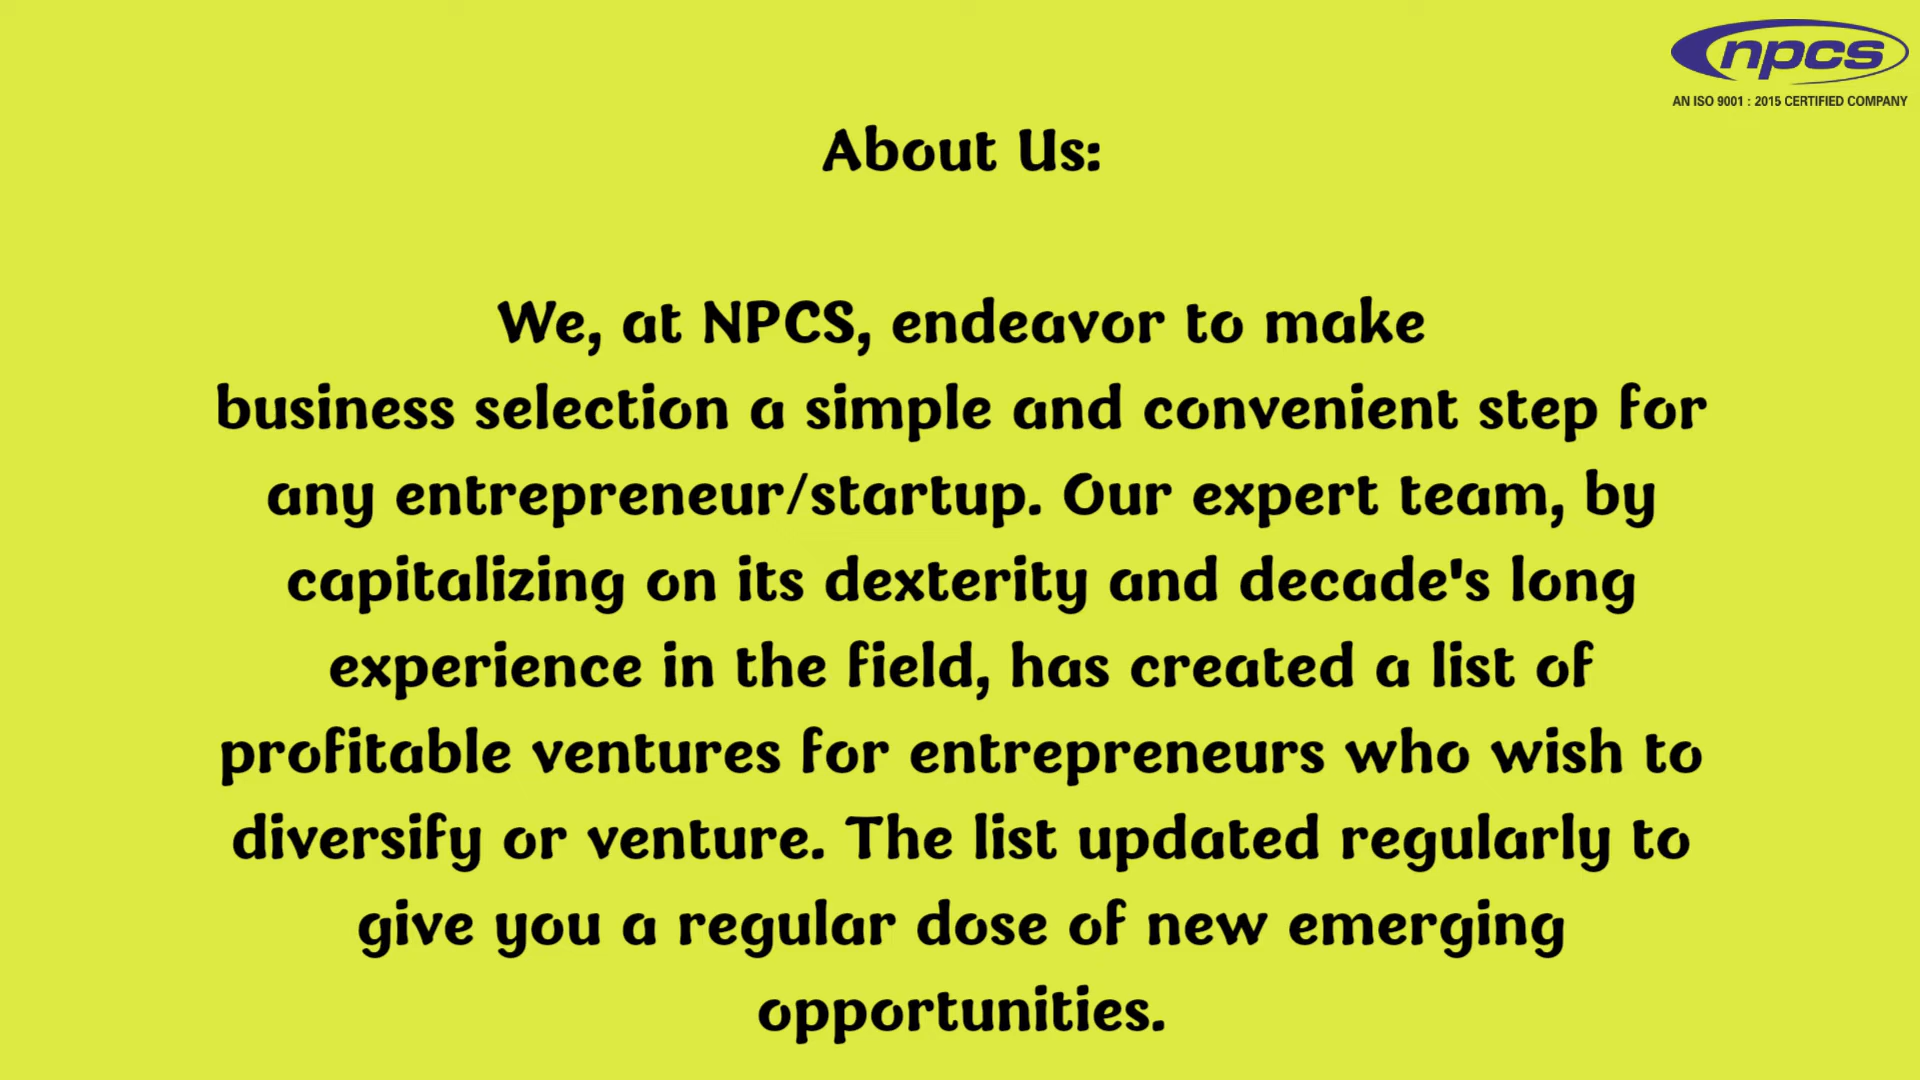 npcs
AN ISO 9001 : 2015 CERTIFIED COMPANY
About Us:
We, at NPCS, endeavor to make
business selection a simple and convenient step for
any entrepreneur/startup. Our expert team, by
capitalizing on its dexterity and decade's long
experience in the field, has created a list of
profitable ventures for entrepreneurs who wish to
diversify or venture. The list updated regularly to
give you a regular dose of new emerging
opportunities.